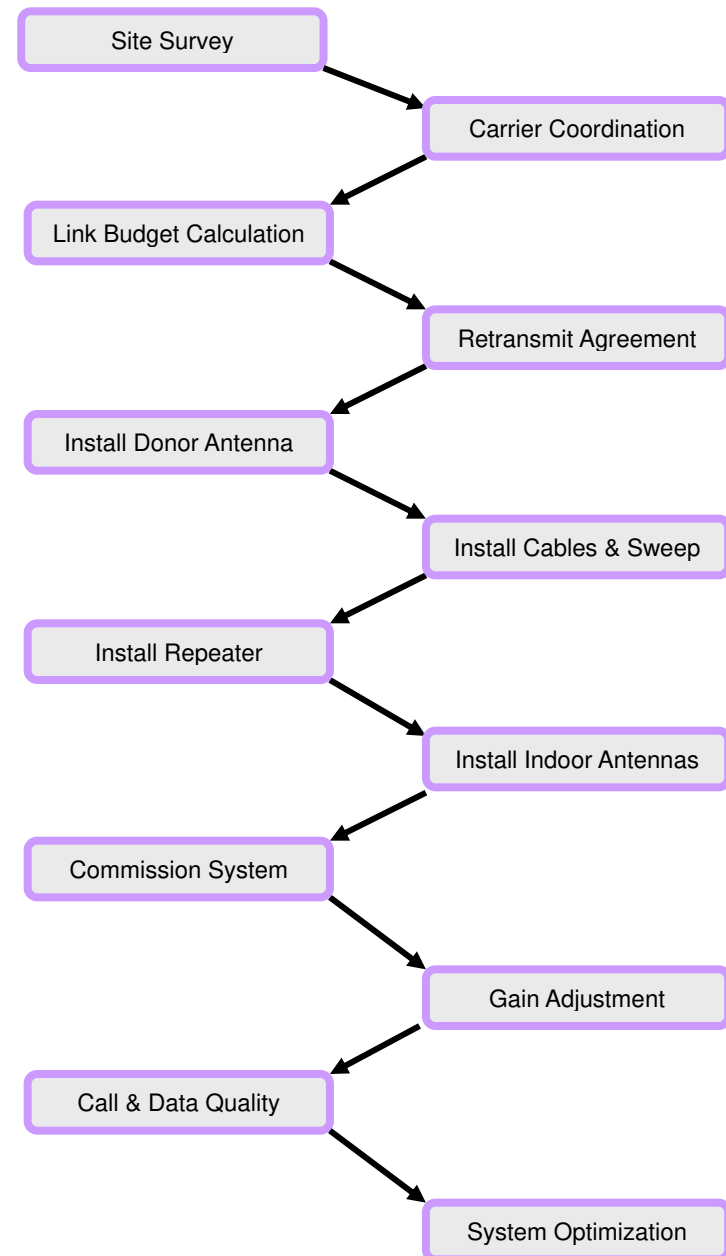 Site Survey
Carrier Coordination
Link Budget Calculation
Retransmit Agreement
Install Donor Antenna
Install Cables & Sweep
Install Repeater
Install Indoor Antennas
Commission System
Gain Adjustment
Call & Data Quality
System Optimization